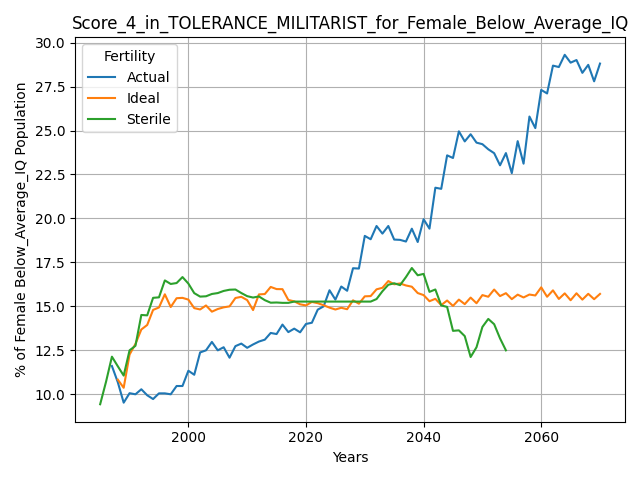 Score_4_in_TOLERANCE_MILITARIST_for_Female_Below_Average_IQ
Fertility
Actual
Ideal
Sterile
% of Female Below_Average_IQ Population
30.0
27.5
25.0
22.5
20.0
17.5
15.0
12.5
10.0
2000
2020
2040
2060
Years